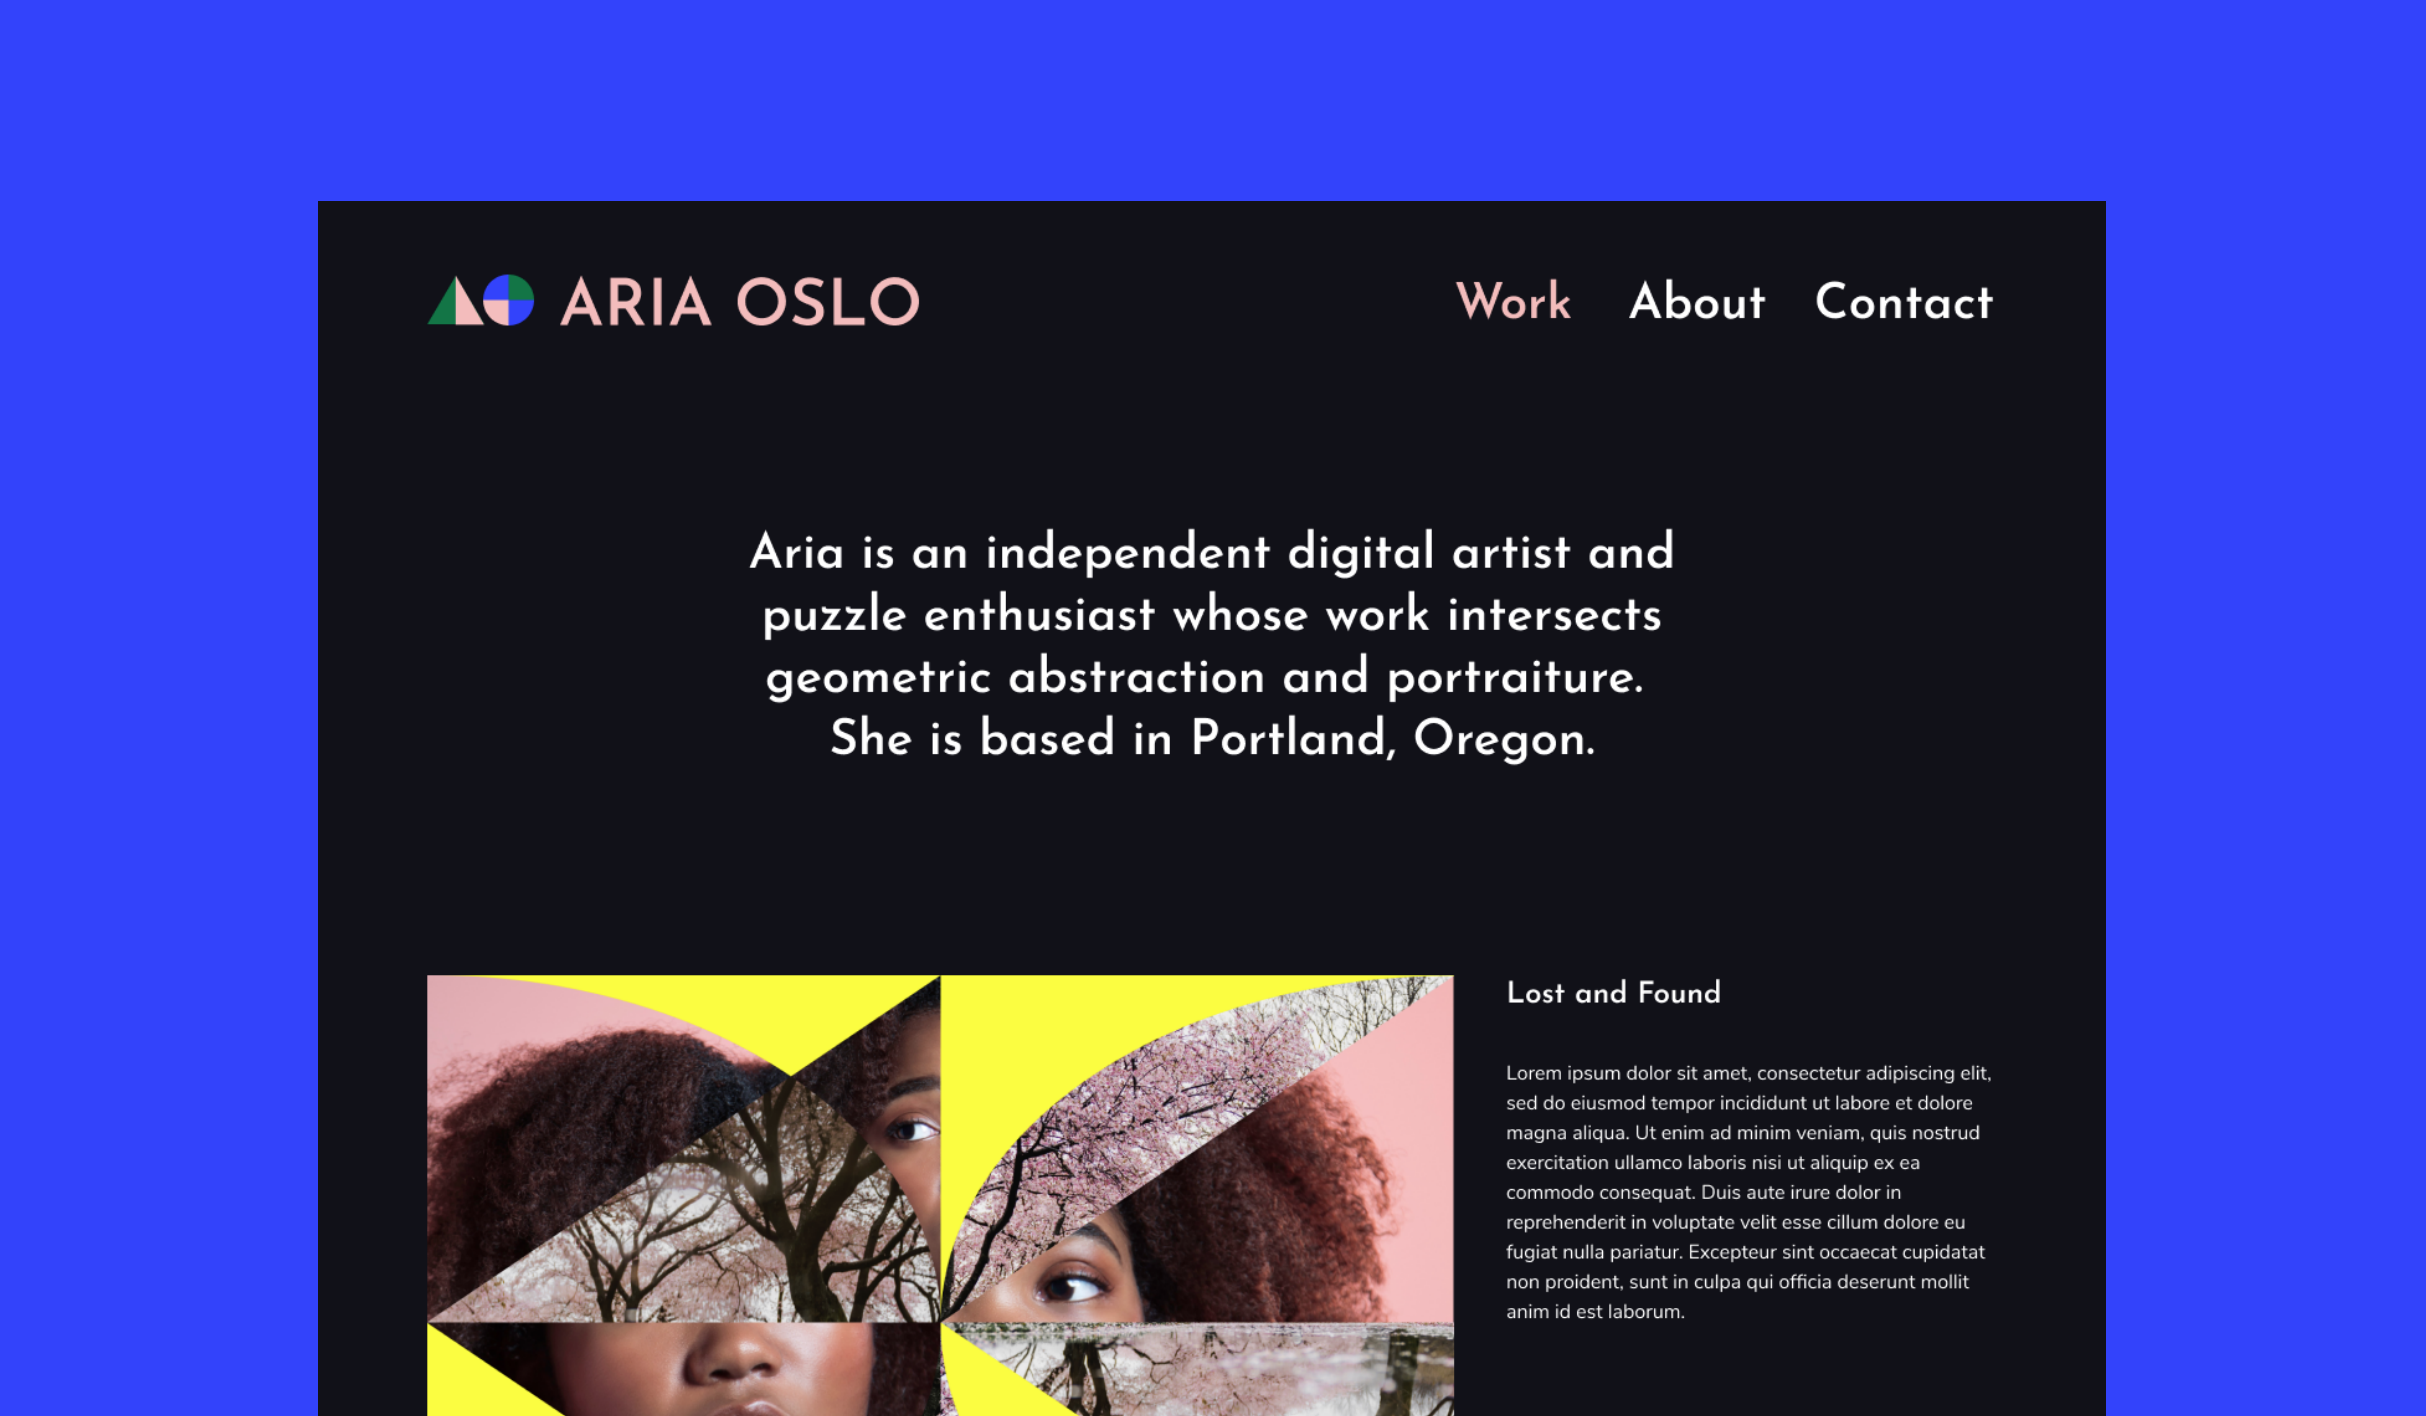 ARIA OSLO
Work About Contact
Aria is an independent digital artist and
puzzle enthusiast whose work intersects
geometric abstraction and portraiture.
She is based in Portland, Oregon.
Lost and Found
Lorem ipsum dolor sit amet, consectetur adipiscing elit,
sed do eiusmod tempor incididunt ut labore et dolore
magna aliqua. Ut enim ad minim veniam, quis nostrud
exercitation ullamco laboris nisi ut aliquip ex ea
commodo consequat. Duis aute irure dolor in
reprehenderit in voluptate velit esse cillum dolore eu
fugiat nulla pariatur. Excepteur sint occaecat cupidatat
non proident, sunt in culpa qui officia deserunt mollit
anim id est laborum.